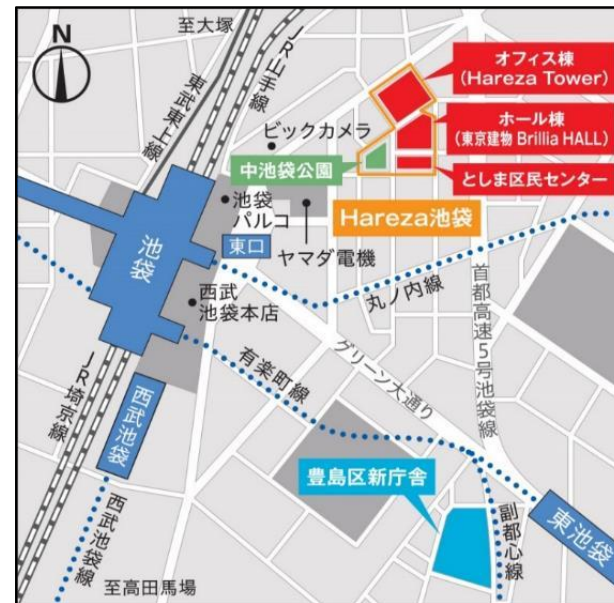 至大塚
N
東武東上線
JR山手線
オフィス棟
(Hareza Tower)
ビックカメラ
ホール棟
(東京建物 Brillia HALL)
中池袋公園
としま区民センター
池袋
パルコ
Hareza池袋
東口
ヤマダ電機
池袋
西武
池袋本店
丸ノ内線
首都高速5号池袋線
有楽町線
グリーン大通り
JR埼京線
西武池袋
豊島区新庁舎
西武池袋線
副都心線
東池袋
至高田馬場